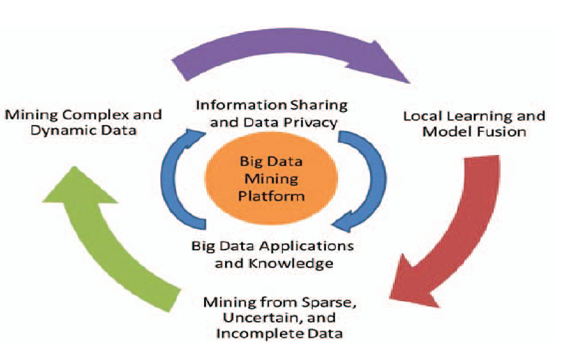 Information Sharing
and Data Privacy
Mining Complex and
Dynamic Data
Local Learning and
Model Fusion
Big Data
Mining
Platform
Big Data Applications
and Knowledge
Mining from Sparse,
Uncertain, and
Incomplete Data